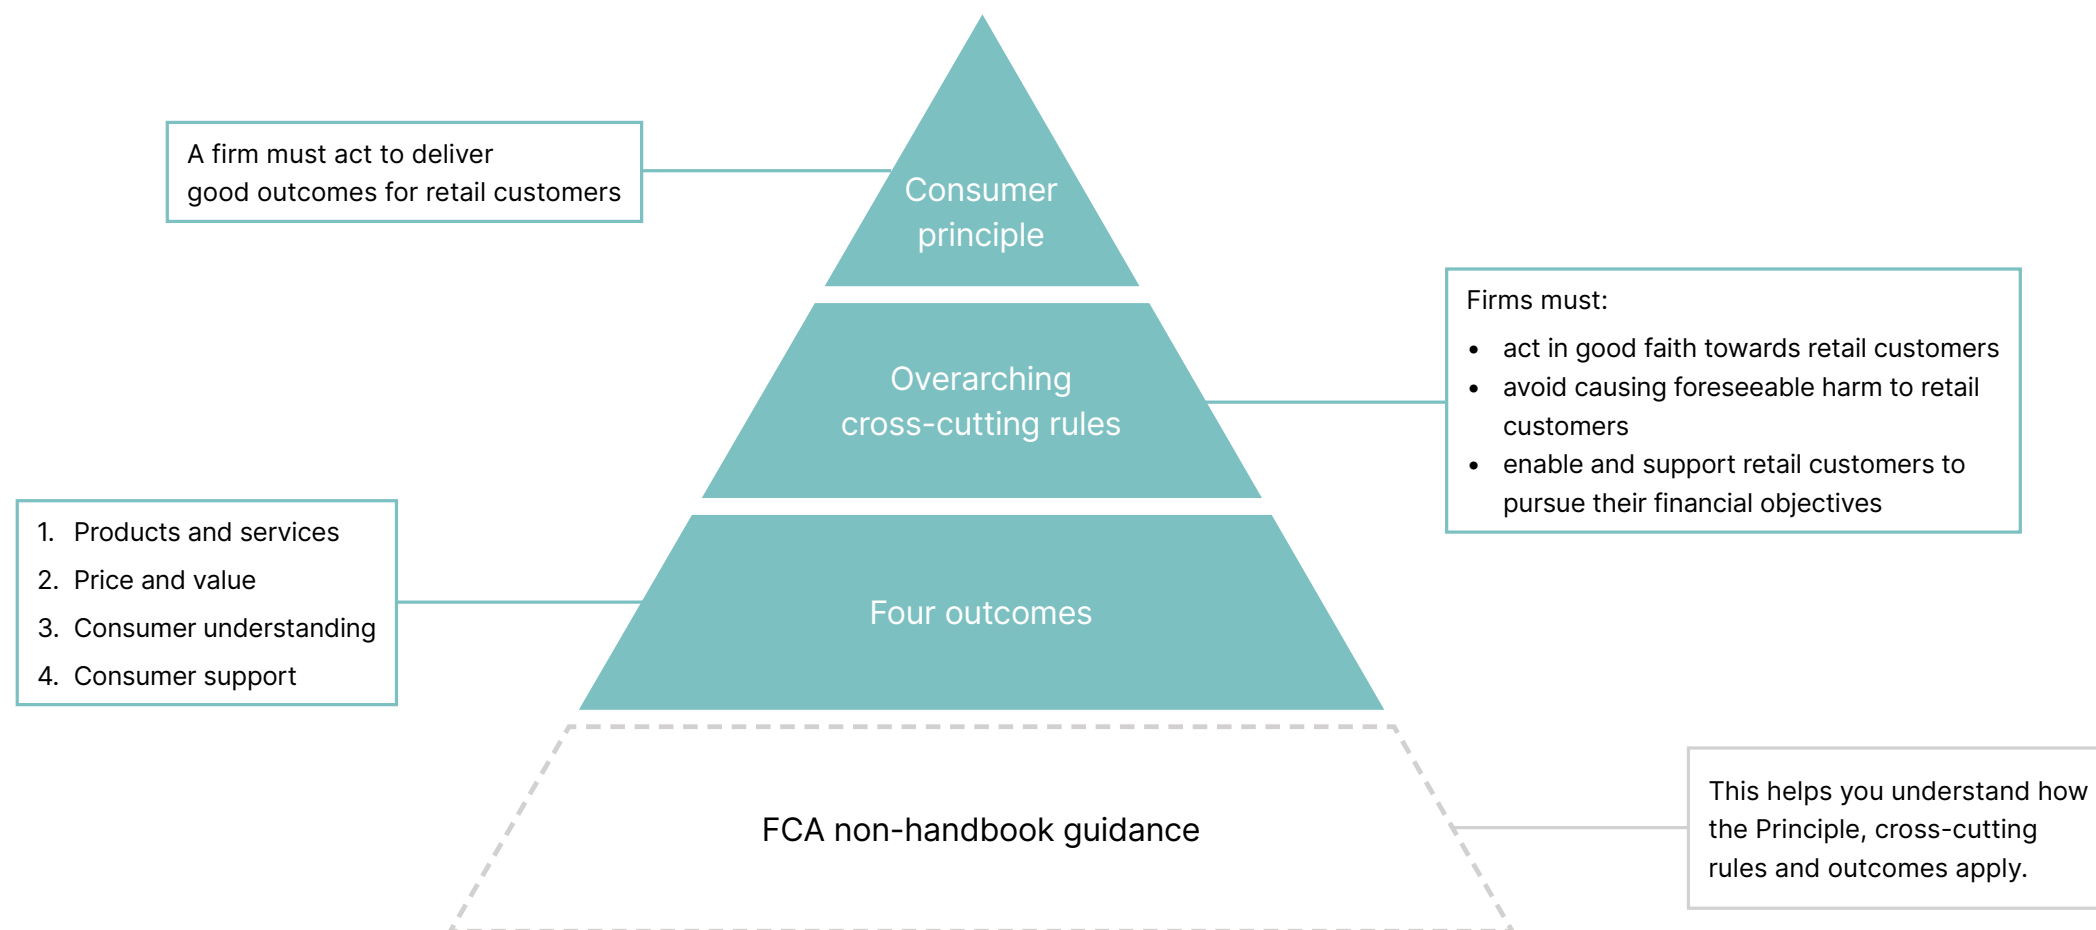 A firm must act to deliver
good outcomes for retail customers
Consumer
principle
Firms must:
• act in good faith towards retail customers
• avoid causing foreseeable harm to retail
customers
• enable and support retail customers to
pursue their financial objectives
Overarching
cross-cutting rules
1. Products and services
2. Price and value
3. Consumer understanding
4. Consumer support
Four outcomes
FCA non-handbook guidance
This helps you understand how
the Principle, cross-cutting
rules and outcomes apply.